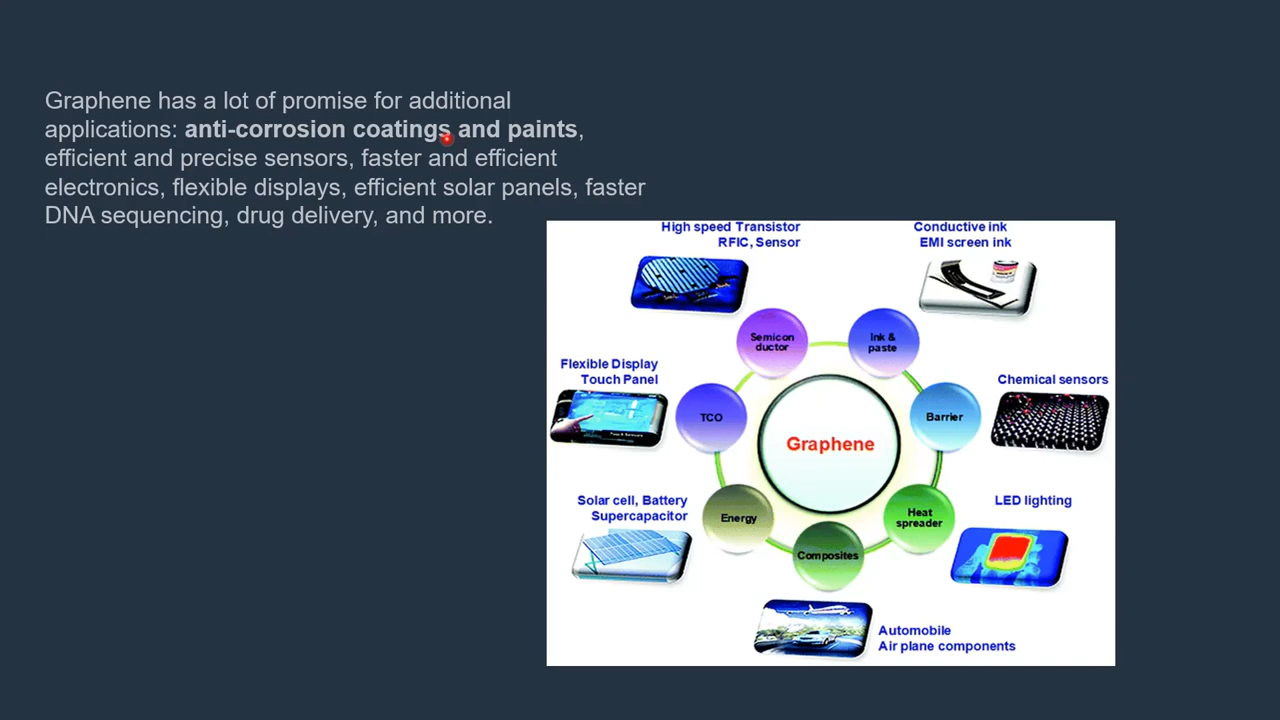 Graphene has a lot of promise for additional
applications: anti-corrosion coatings and paints,
efficient and precise sensors, faster and efficient
electronics, flexible displays, efficient solar panels, faster
DNA sequencing, drug delivery, and more.
High speed Transistor
RFIC, Sensor
Conductive ink
EMI screen ink
Semicon
ductor
Ink &
paste
Flexible Display
Touch Panel
Chemical sensors
TCO
Barrier
Graphene
Solar cell, Battery
Supercapacitor
LED lighting
Energy
Heat
spreader
Composites
Automobile
Air plane components